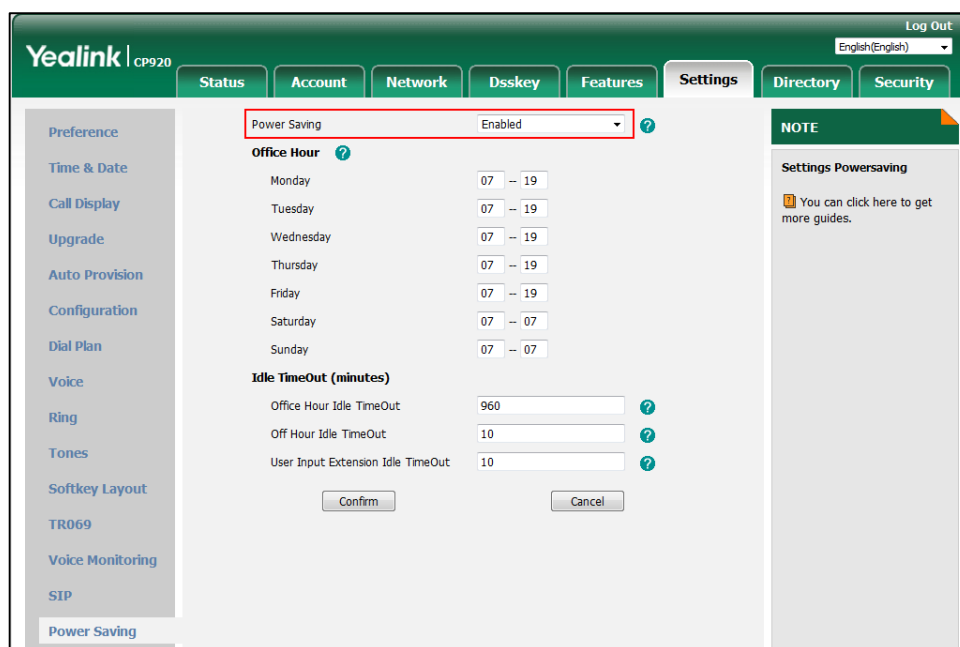 Log Out
Yealink CP920
English(English)
Status Account Network Dsskey Features Settings Directory Security
Preference
Time & Date
Call Display
Upgrade
Auto Provision
Configuration
Dial Plan
Voice
Ring
Tones
Softkey Layout
TR069
Voice Monitoring
SIP
Power Saving
Power Saving Enabled ?
Office Hour ?
Monday 07 -- 19
Tuesday 07 -- 19
Wednesday 07 -- 19
Thursday 07 -- 19
Friday 07 -- 19
Saturday 07 -- 07
Sunday 07 -- 07
Idle TimeOut (minutes)
Office Hour Idle TimeOut 960 ?
Off Hour Idle TimeOut 10 ?
User Input Extension Idle TimeOut 10 ?
Confirm Cancel
NOTE
Settings Powersaving
? You can click here to get
more guides.